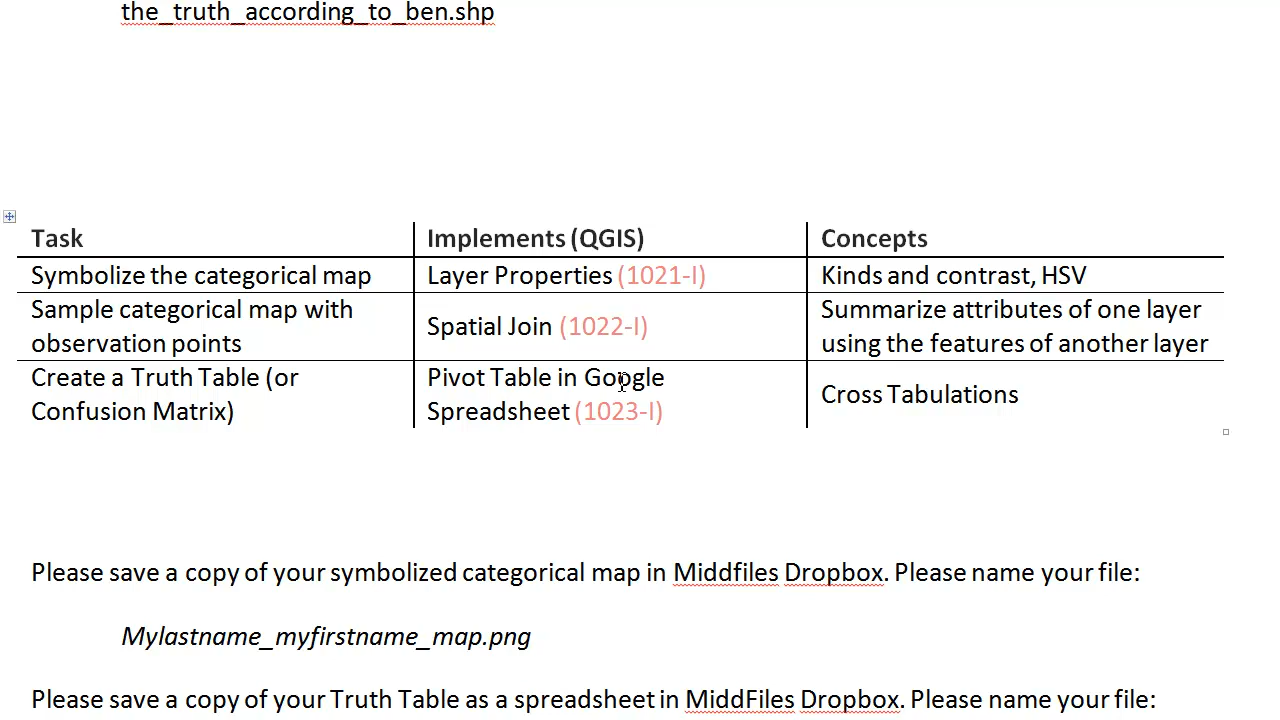 the_truth_according_to_ben.shp
Task Implements (QGIS) Concepts
Symbolize the categorical map Layer Properties (1021-I) Kinds and contrast, HSV
Sample categorical map with
observation points
Spatial Join (1022-I)
Summarize attributes of one layer
using the features of another layer
Create a Truth Table (or
Confusion Matrix)
Pivot Table in Google
Spreadsheet (1023-I)
Cross Tabulations
Please save a copy of your symbolized categorical map in Middfiles Dropbox. Please name your file:
Mylastname_myfirstname_map.png
Please save a copy of your Truth Table as a spreadsheet in MiddFiles Dropbox. Please name your file: